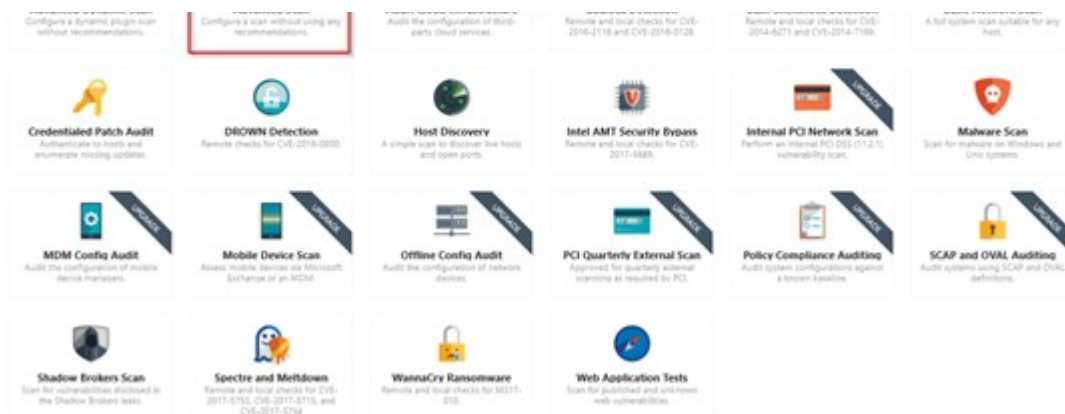 Configure a dynamic plugin scan
without recommendations.
Configure a scan without using any
recommendations.
Audit the configuration of third-
party cloud services.
Remote and local checks for CVE-
2016-2118 and CVE-2016-0128.
Remote and local checks for CVE-
2014-6271 and CVE-2014-7169.
A full system scan suitable for any
host.
UPGRADE
Credentialed Patch Audit
Authenticate to hosts and
enumerate missing updates.
DROWN Detection
Remote checks for CVE-2016-0800.
Host Discovery
A simple scan to discover live hosts
and open ports.
Intel AMT Security Bypass
Remote and local checks for CVE-
2017-5689.
Internal PCI Network Scan
Perform an internal PCI DSS (11.2.1)
vulnerability scan.
Malware Scan
Scan for malware on Windows and
Unix systems.
UPGRADE
UPGRADE
UPGRADE
UPGRADE
UPGRADE
UPGRADE
MDM Config Audit
Audit the configuration of mobile
device managers.
Mobile Device Scan
Assess mobile devices via Microsoft
Exchange or an MDM.
Offline Config Audit
Audit the configuration of network
devices.
PCI Quarterly External Scan
Approved for quarterly external
scanning as required by PCI.
Policy Compliance Auditing
Audit system configurations against
a known baseline.
SCAP and OVAL Auditing
Audit systems using SCAP and OVAL
definitions.
Shadow Brokers Scan
Scan for vulnerabilities disclosed in
the Shadow Brokers leaks.
Spectre and Meltdown
Remote and local checks for CVE-
2017-5753, CVE-2017-5715, and
CVE-2017-5754
WannaCry Ransomware
Remote and local checks for MS17-
010.
Web Application Tests
Scan for published and unknown
web vulnerabilities.